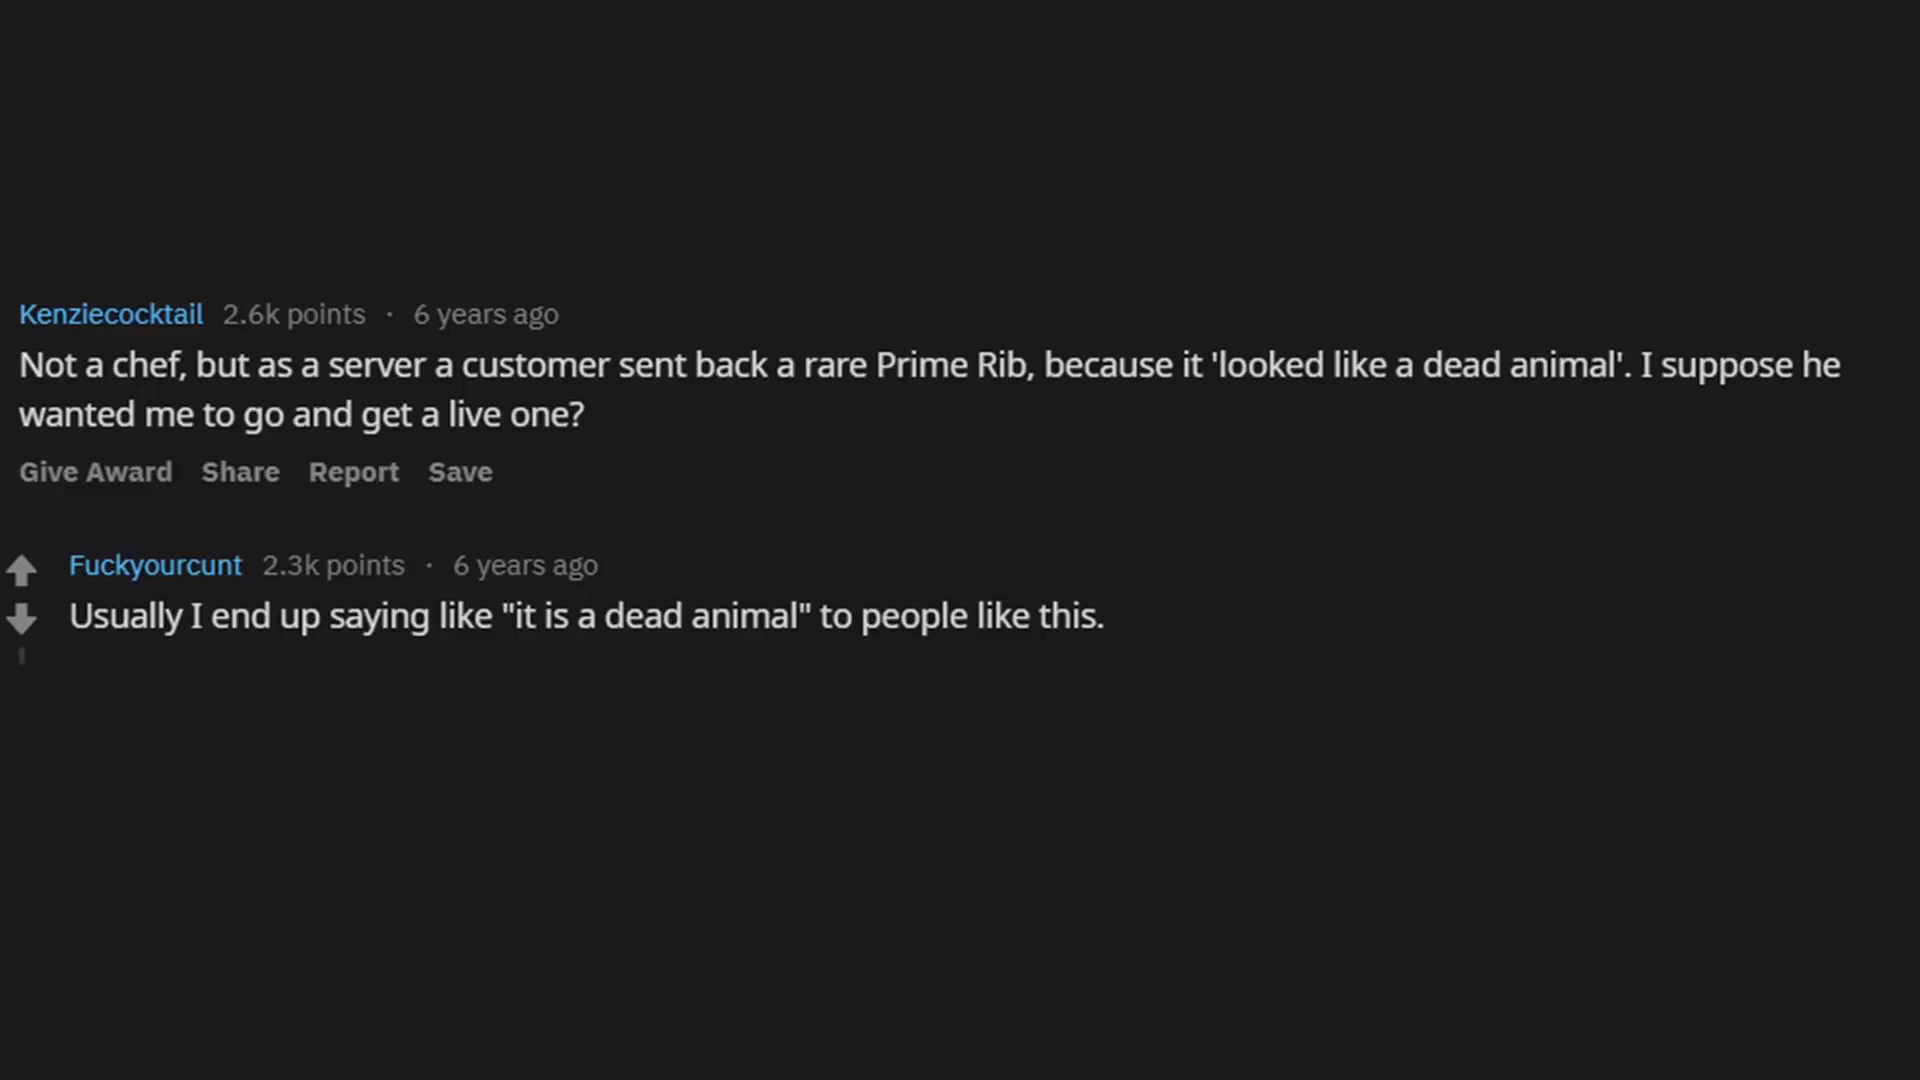 Kenziecocktail 2.6k points · 6 years ago
Not a chef, but as a server a customer sent back a rare Prime Rib, because it 'looked like a dead animal'. I suppose he
wanted me to go and get a live one?
Give Award Share Report Save
Fuckyourcunt 2.3k points · 6 years ago
Usually I end up saying like "it is a dead animal" to people like this.